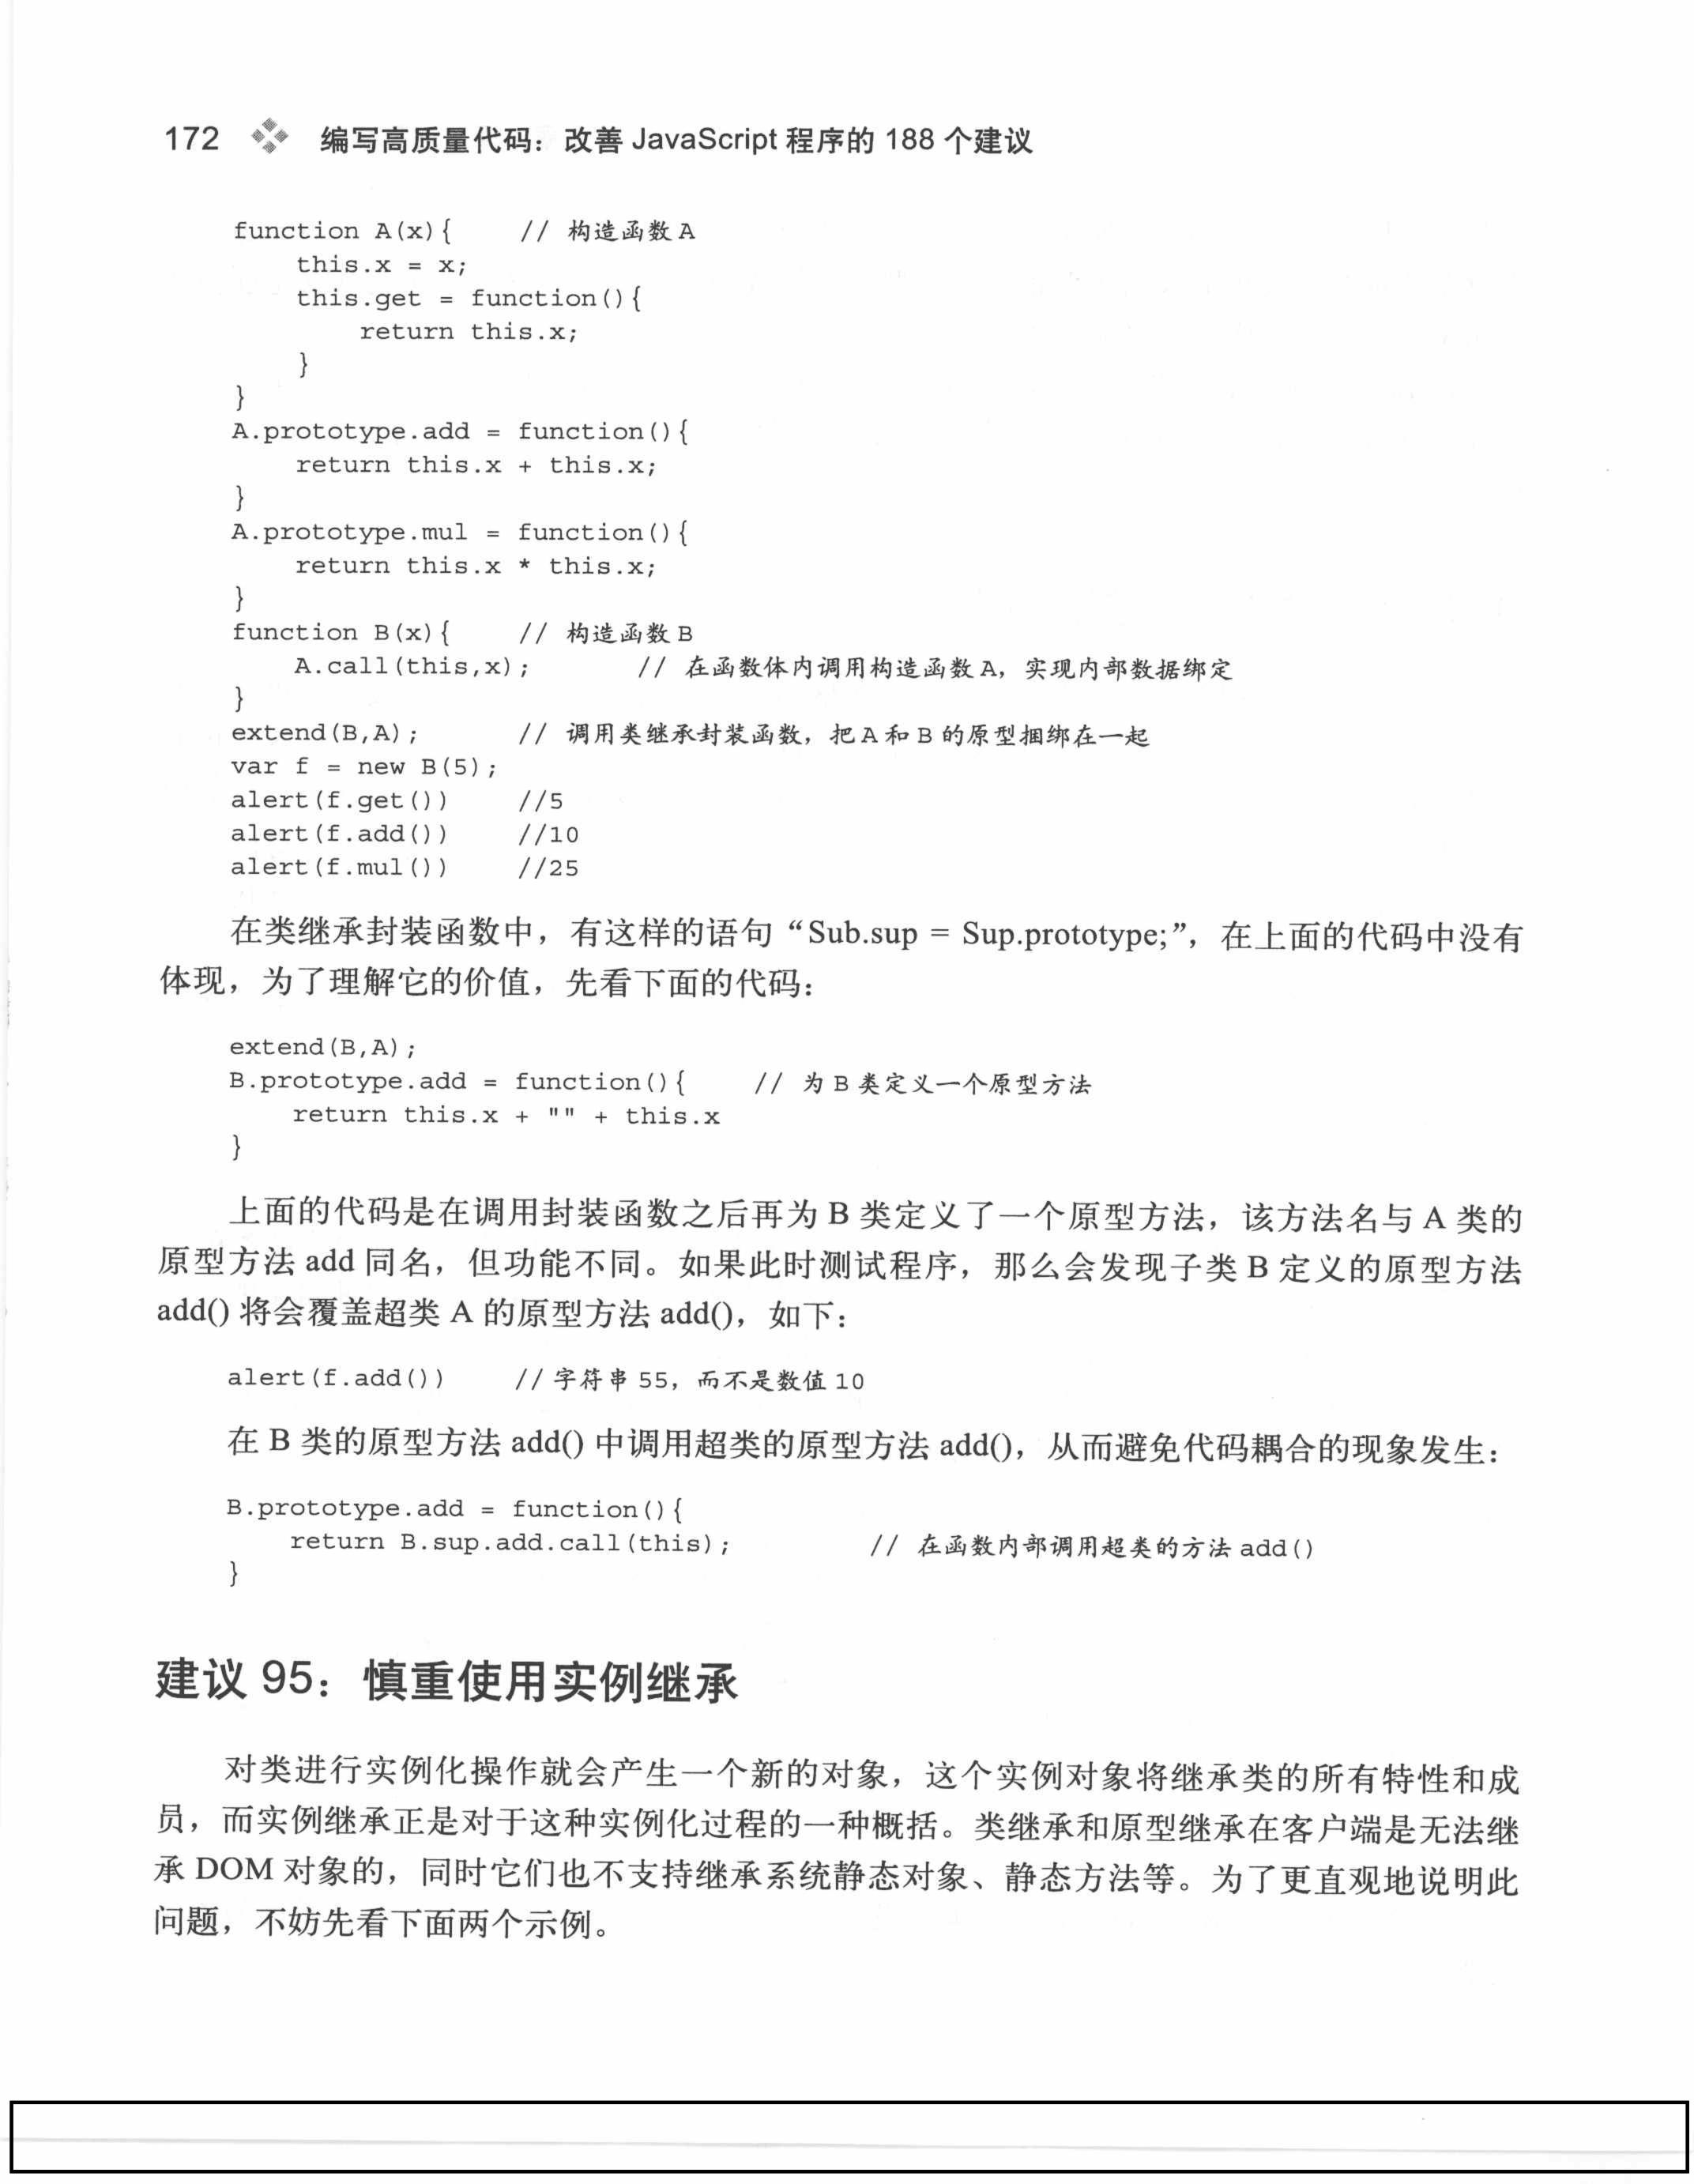 172 编写高质量代码：改善 JavaScript 程序的 188 个建议
function A(x){    // 构造函数 A
    this.x = x;
    this.get = function(){
        return this.x;
    }
}
A.prototype.add = function(){
    return this.x + this.x;
}
A.prototype.mul = function(){
    return this.x * this.x;
}
function B(x){    // 构造函数 B
    A.call(this,x);       // 在函数体内调用构造函数 A，实现内部数据绑定
}
extend(B,A);      // 调用类继承封装函数，把 A 和 B 的原型捆绑在一起
var f = new B(5);
alert(f.get())    //5
alert(f.add())    //10
alert(f.mul())    //25
在类继承封装函数中，有这样的语句“Sub.sup = Sup.prototype;”，在上面的代码中没有
体现，为了理解它的价值，先看下面的代码：
extend(B,A);
B.prototype.add = function(){    // 为 B 类定义一个原型方法
    return this.x + "" + this.x
}
上面的代码是在调用封装函数之后再为 B 类定义了一个原型方法，该方法名与 A 类的
原型方法 add 同名，但功能不同。如果此时测试程序，那么会发现子类 B 定义的原型方法
add() 将会覆盖超类 A 的原型方法 add()，如下：
alert(f.add())    // 字符串 55，而不是数值 10
在 B 类的原型方法 add() 中调用超类的原型方法 add()，从而避免代码耦合的现象发生：
B.prototype.add = function(){
    return B.sup.add.call(this);         // 在函数内部调用超类的方法 add()
}
建议 95：慎重使用实例继承
对类进行实例化操作就会产生一个新的对象，这个实例对象将继承类的所有特性和成
员，而实例继承正是对于这种实例化过程的一种概括。类继承和原型继承在客户端是无法继
承 DOM 对象的，同时它们也不支持继承系统静态对象、静态方法等。为了更直观地说明此
问题，不妨先看下面两个示例。